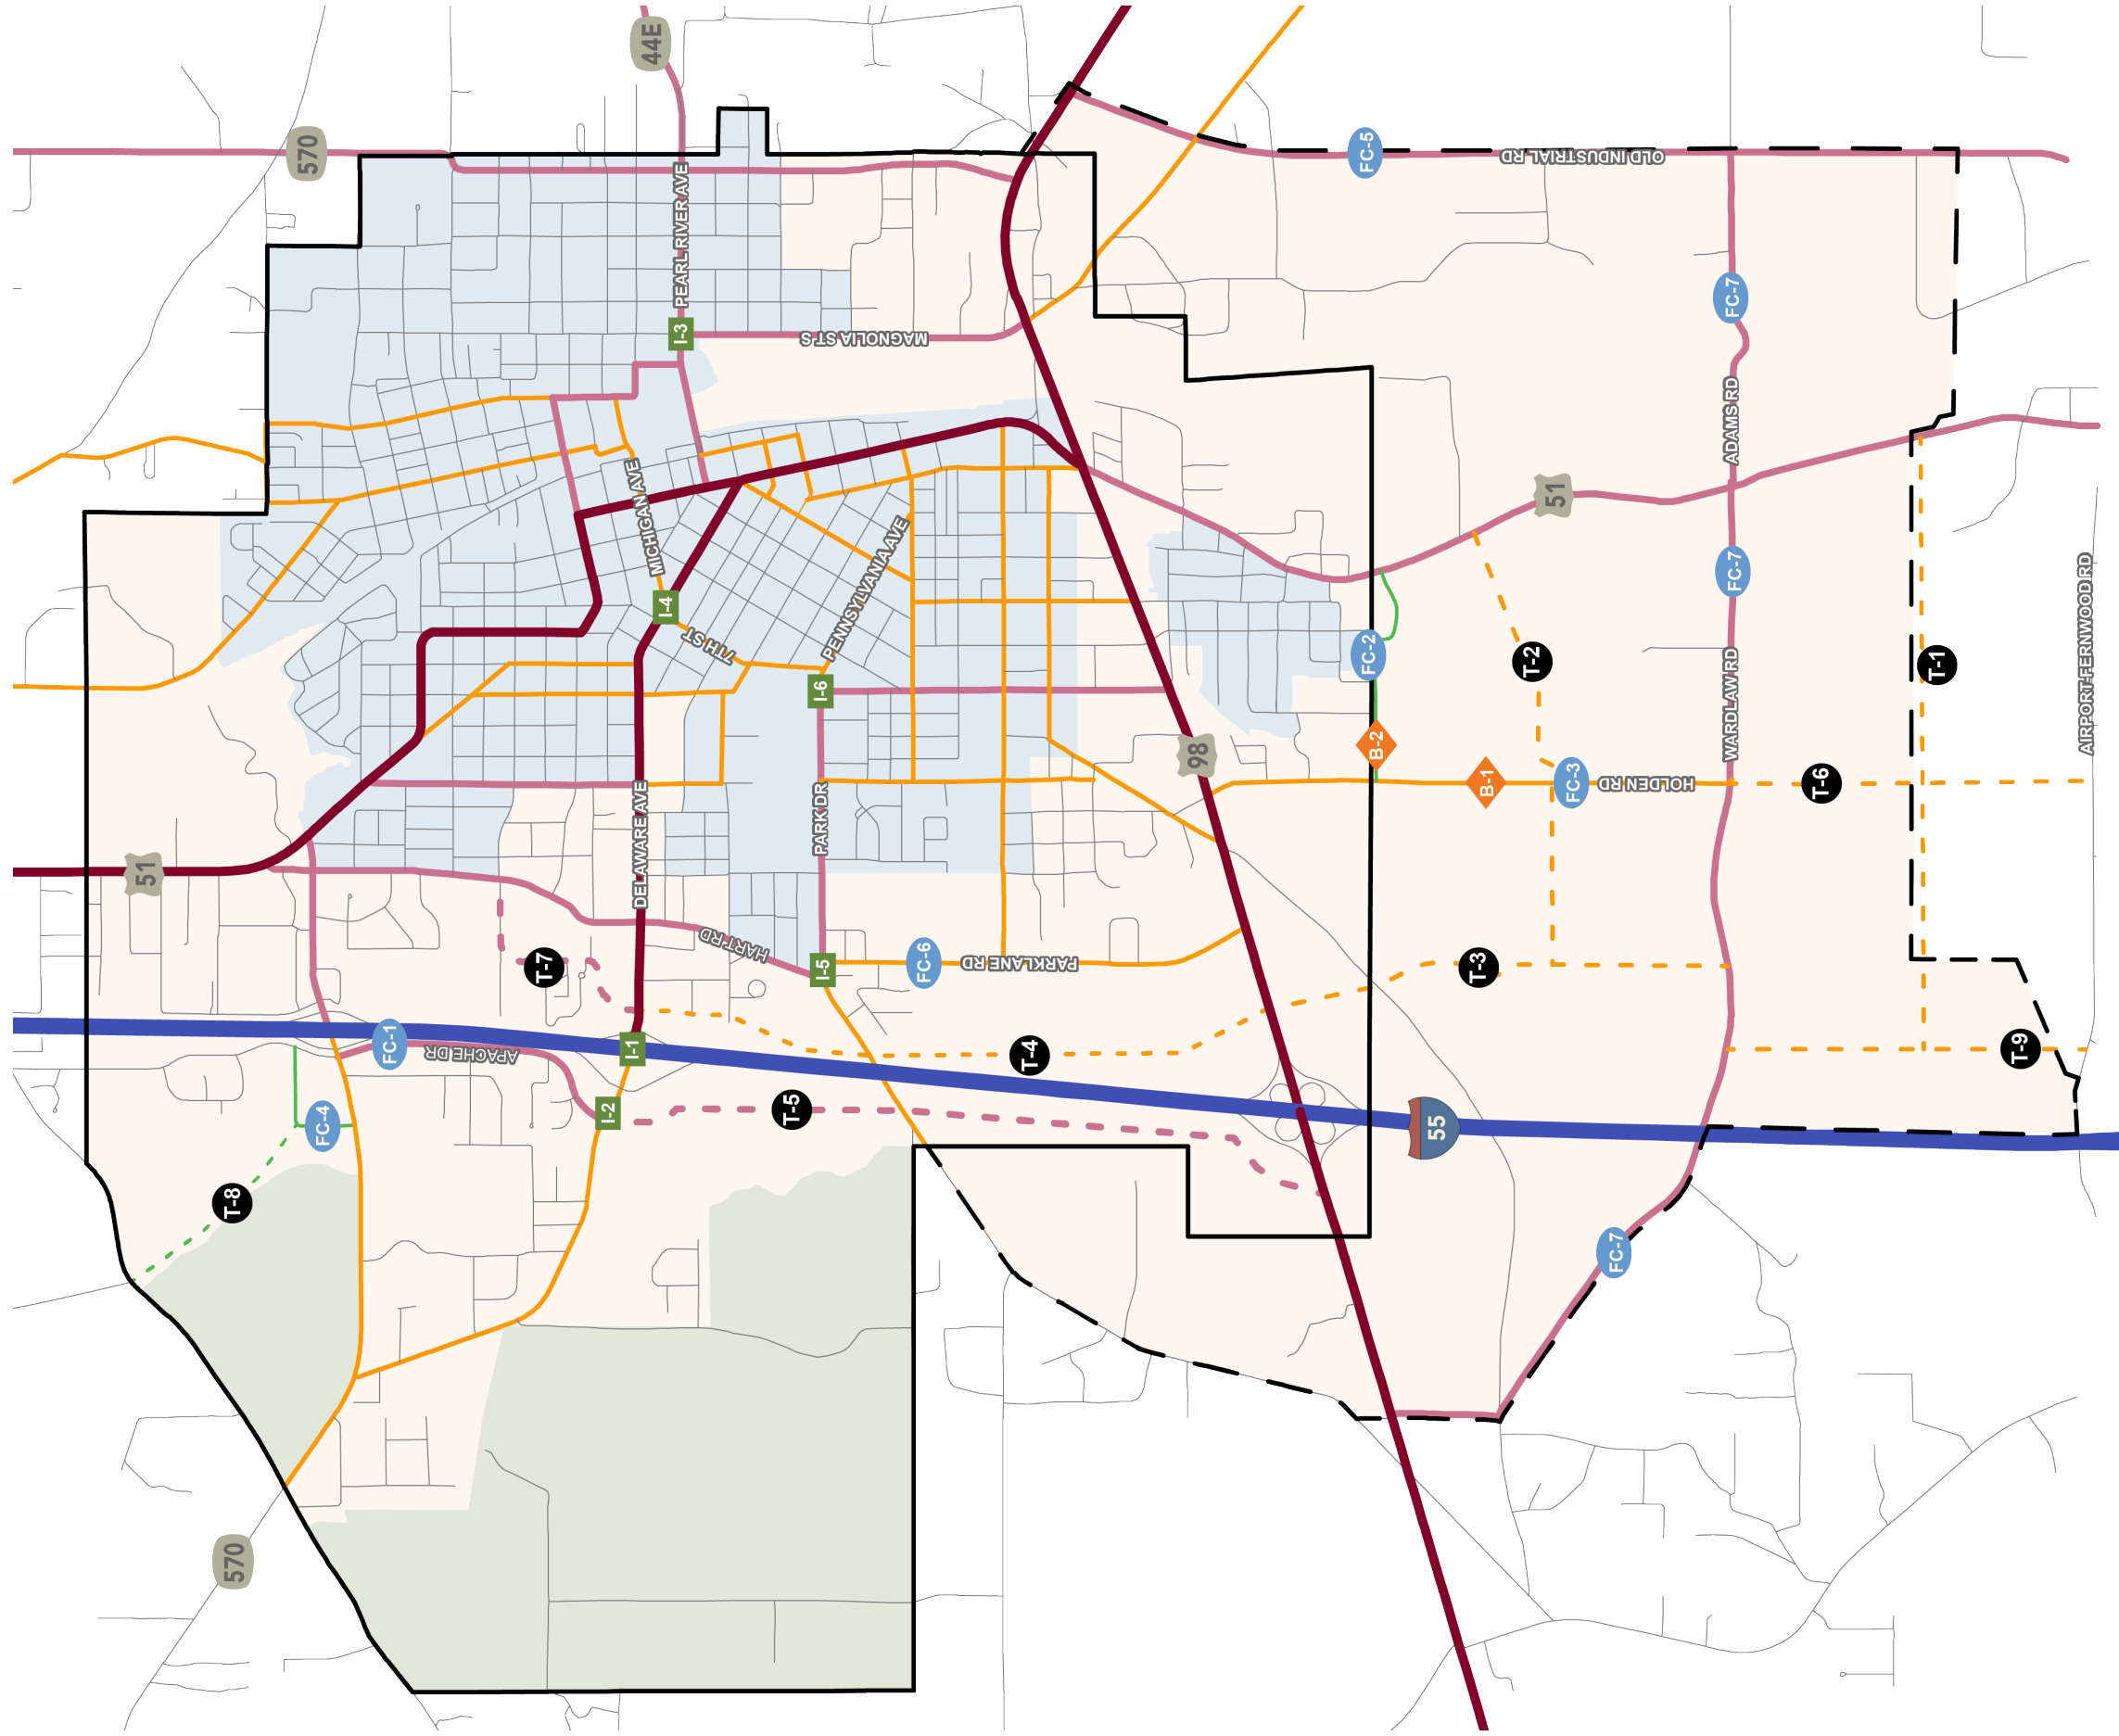 44E
570
FC-5
OLD INDUSTRIAL RD
PEARL RIVER AVE
FC-7
I-3
MAGNOLIA ST S
ADAMS RD
MICHIGAN AVE
51
PENNSYLVANIA AVE
FC-7
I-4
7TH ST
FC-2
T-2
T-1
AIRPORT-FERNWOOD RD
WARDLAW RD
I-6
98
B-2
B-1
FC-3
HOLDEN RD
T-6
PARK DR
DELAWARE AVE
51
HART RD
T-7
I-5
FC-6
PARKLANE RD
T-3
FC-1
APACHE DR
I-1
T-4
T-9
I-2
T-5
FC-4
55
T-8
FC-7
570